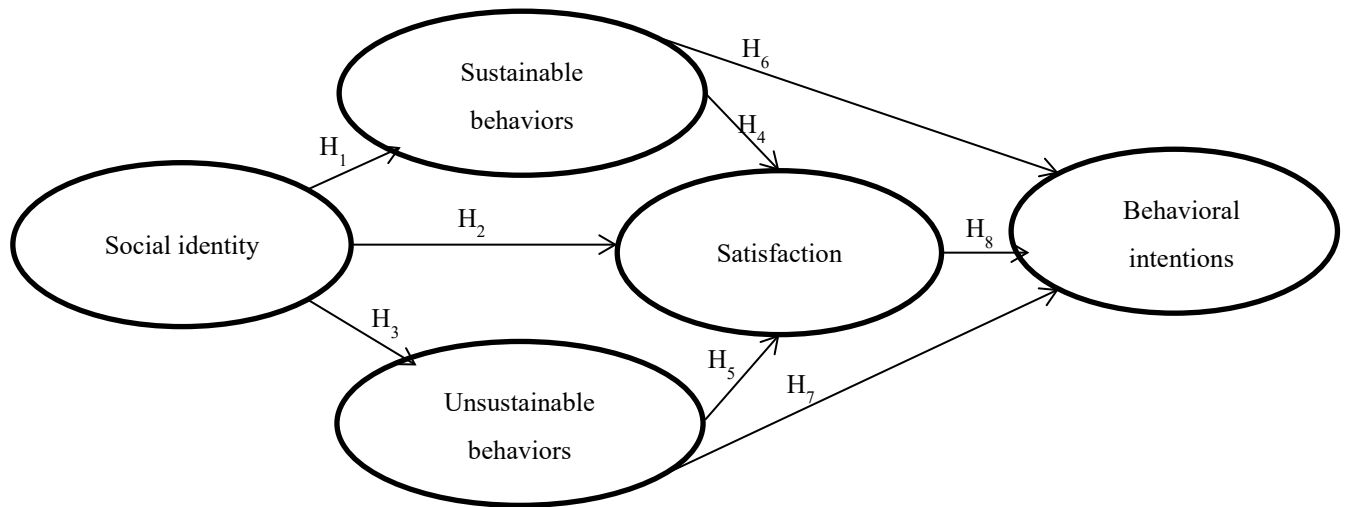 Sustainable
behaviors
H6
H4
H1
Social identity
H2
Satisfaction
H8
Behavioral
intentions
H3
Unsustainable
behaviors
H5
H7